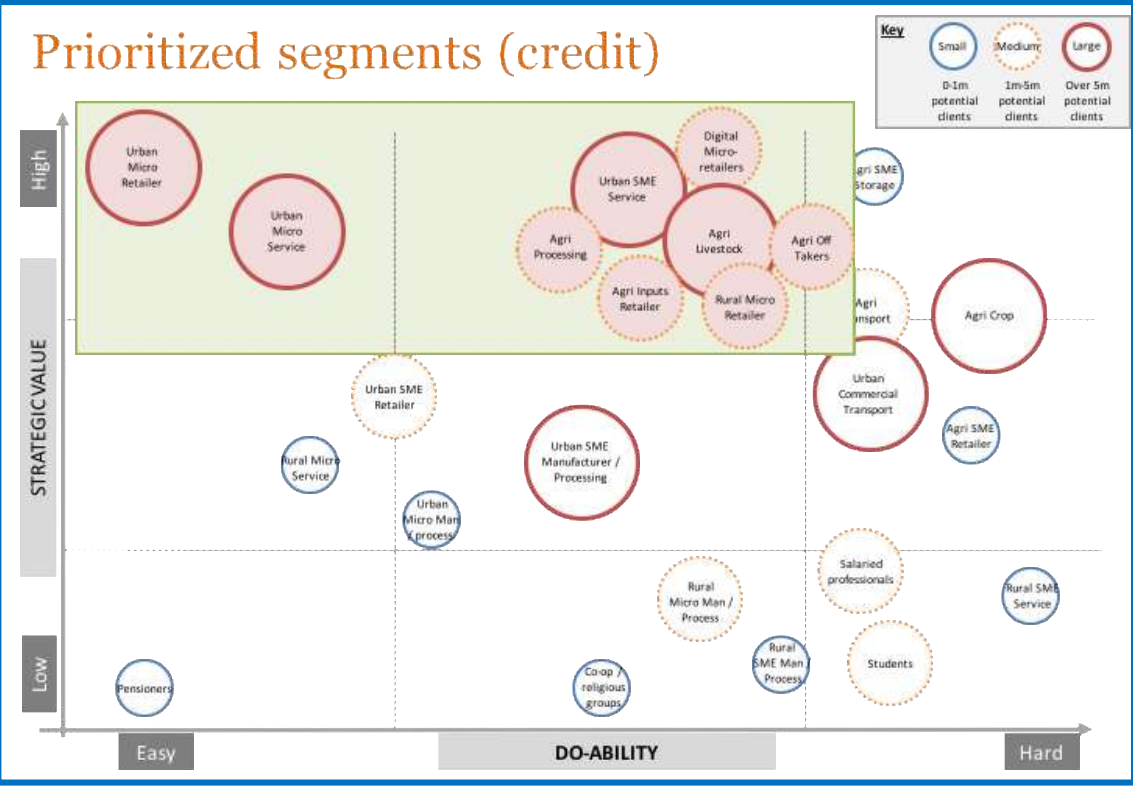 Prioritized segments (credit)
Key
Small
Medium
Large
0-1m
potential
clients
1m-5m
potential
clients
Over 5m
potential
clients
High
STRATEGIC VALUE
Low
Urban
Micro
Retailer
Urban
Micro
Service
Urban SME
Service
Digital
Micro-
retailers
Agri
Processing
Agri
Livestock
Agri Off
Takers
Agri Inputs
Retailer
Rural Micro
Retailer
gri SME
Storage
Agri
nsport
Agri Crop
Urban SME
Retailer
Urban
Commercial
Transport
Agri SME
Retailer
Rural Micro
Service
Urban SME
Manufacturer /
Processing
Urban
Micro Man
/ process
Salaried
professionals
Rural
Micro Man /
Process
Rural SME
Service
Pensioners
Co-op /
religious
groups
Rural
SME Man /
Process
Students
Easy
DO-ABILITY
Hard